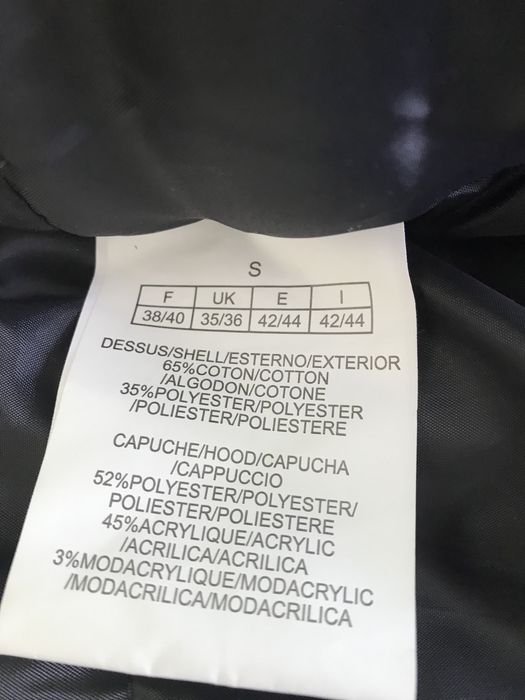 S
F UK E I
38/40 35/36 42/44 42/44
DESSUS/SHELL/ESTERNO/EXTERIOR
65%COTON/COTTON
/ALGODON/COTONE
35%POLYESTER/POLYESTER
/POLIESTER/POLIESTERE
CAPUCHE/HOOD/CAPUCHA
/CAPPUCCIO
52%POLYESTER/POLYESTER/
POLIESTER/POLIESTERE
45%ACRYLIQUE/ACRYLIC
/ACRILICA/ACRILICA
3%MODACRYLIQUE/MODACRYLIC
/MODACRILICA/MODACRILICA